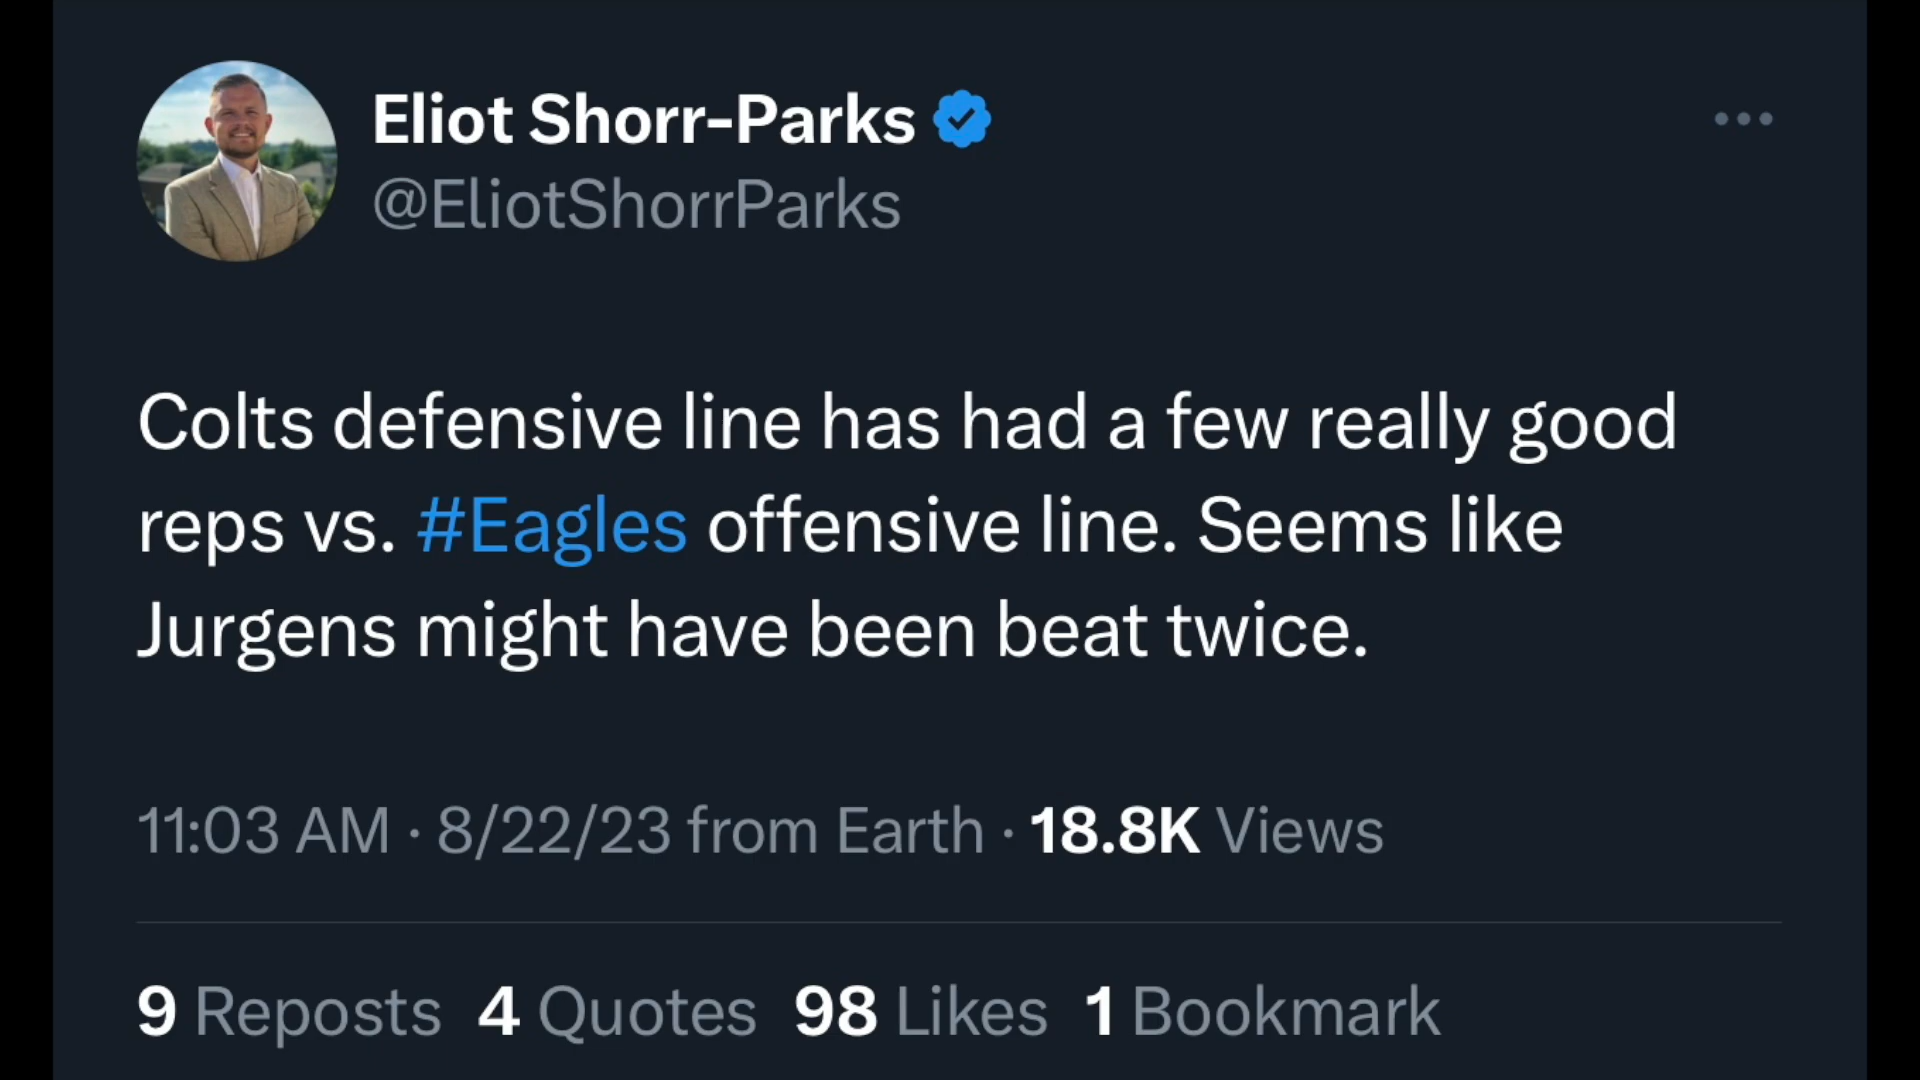 Eliot Shorr-Parks
@EliotShorrParks
Colts defensive line has had a few really good
reps vs. #Eagles offensive line. Seems like
Jurgens might have been beat twice.
11:03 AM · 8/22/23 from Earth · 18.8K Views
9 Reposts 4 Quotes 98 Likes 1 Bookmark